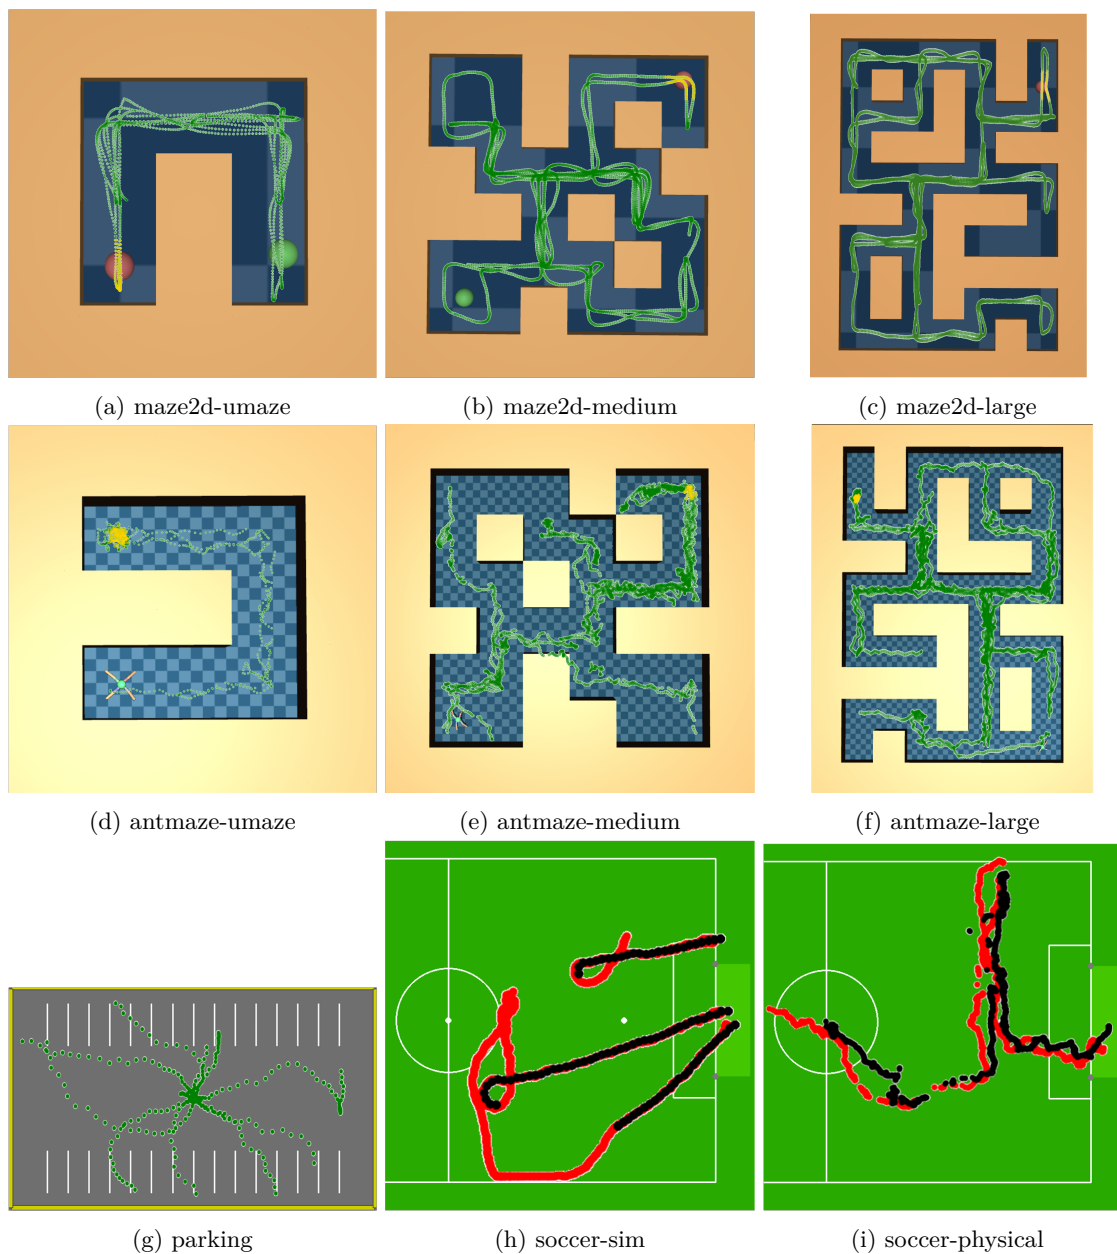 (a) maze2d-umaze
(b) maze2d-medium
(c) maze2d-large
(d) antmaze-umaze
(e) antmaze-medium
(f) antmaze-large
(g) parking
(h) soccer-sim
(i) soccer-physical